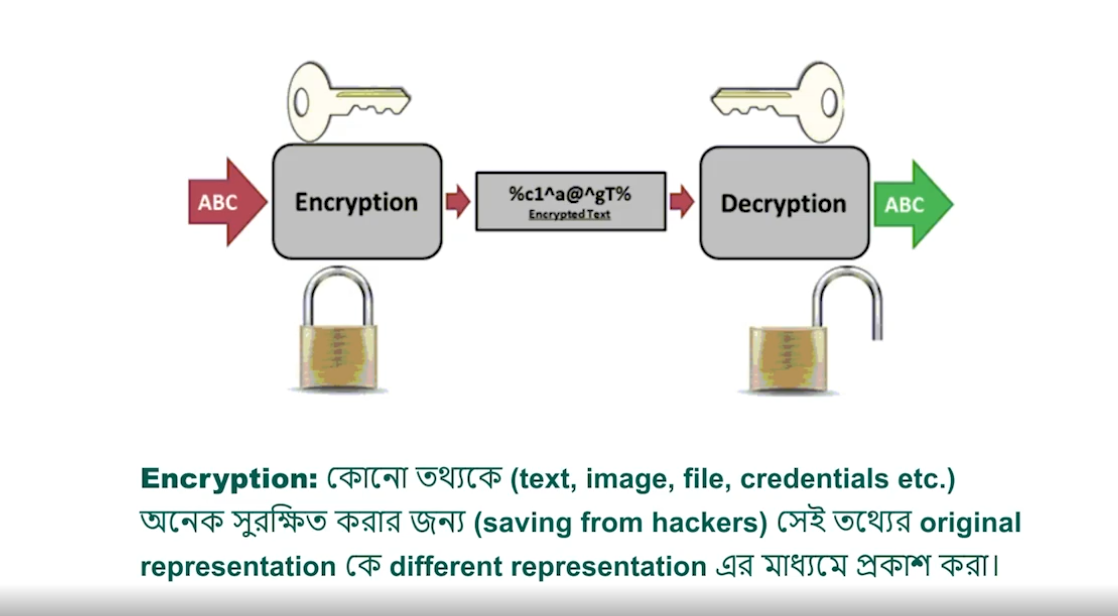 ABC
Encryption
%c1^a@^gT%
Encrypted Text
Decryption
ABC
Encryption: কোনো তথ্যকে (text, image, file, credentials etc.)
অনেক সুরক্ষিত করার জন্য (saving from hackers) সেই তথ্যের original
representation কে different representation এর মাধ্যমে প্রকাশ করা।